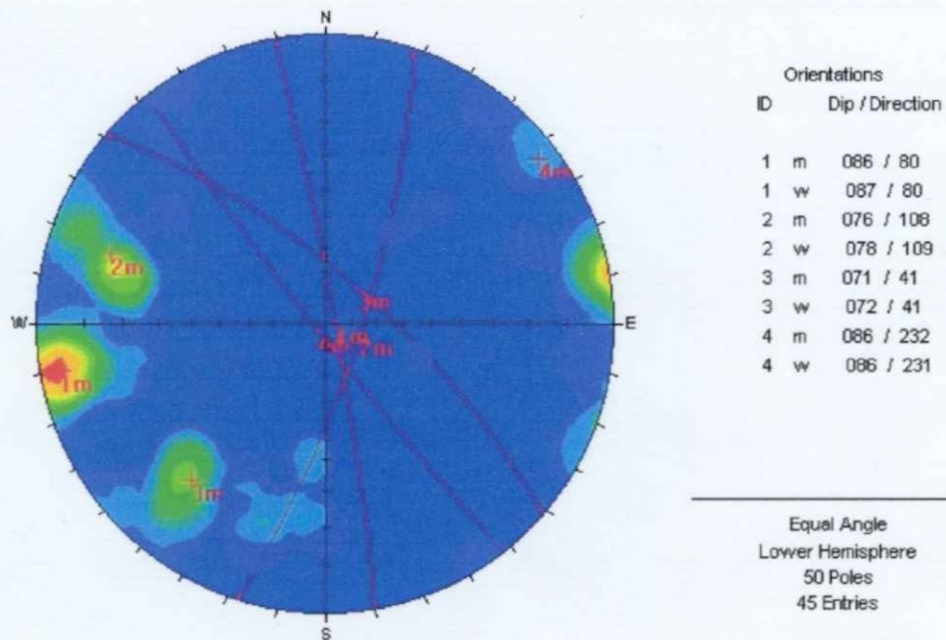 N
W
E
S
4m
2m
1m
3m
Orientations
ID Dip / Direction
1 m 086 / 80
1 w 087 / 80
2 m 076 / 108
2 w 078 / 109
3 m 071 / 41
3 w 072 / 41
4 m 086 / 232
4 w 086 / 231
Equal Angle
Lower Hemisphere
50 Poles
45 Entries